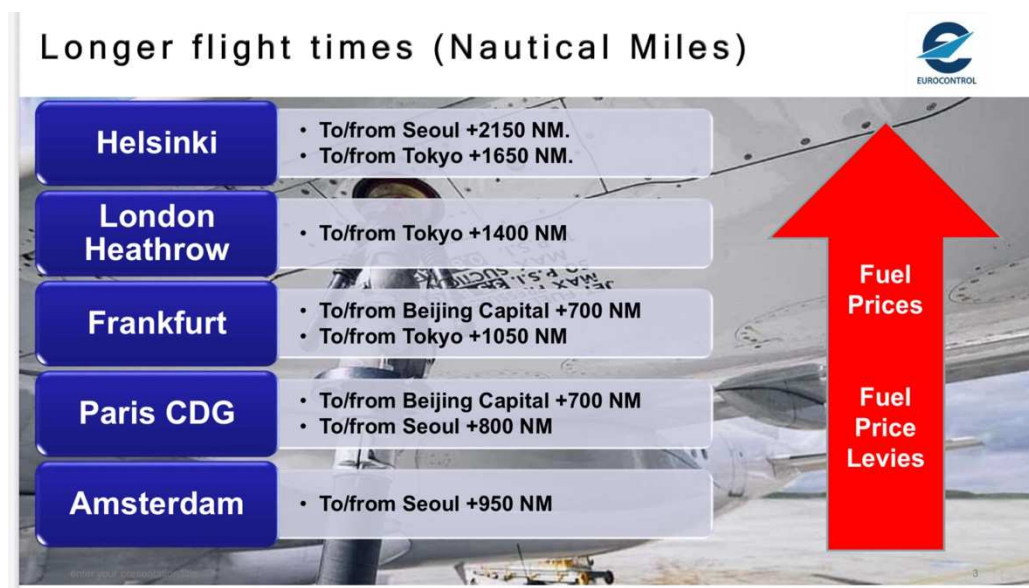 Longer flight times (Nautical Miles)
EUROCONTROL
Helsinki
• To/from Seoul +2150 NM.
• To/from Tokyo +1650 NM.
London
Heathrow
• To/from Tokyo +1400 NM
Frankfurt
• To/from Beijing Capital +700 NM
• To/from Tokyo +1050 NM
Paris CDG
• To/from Beijing Capital +700 NM
• To/from Seoul +800 NM
Amsterdam
• To/from Seoul +950 NM
Fuel
Prices
Fuel
Price
Levies
enter your
3